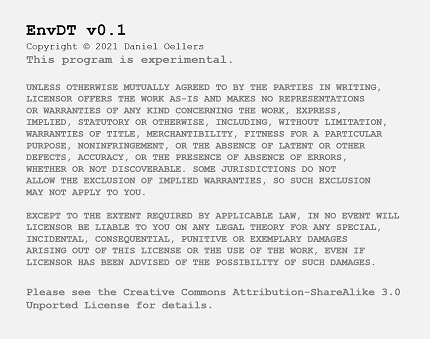 EnvDT v0.1
Copyright © 2021 Daniel Oellers
This program is experimental.
UNLESS OTHERWISE MUTUALLY AGREED TO BY THE PARTIES IN WRITING,
LICENSOR OFFERS THE WORK AS-IS AND MAKES NO REPRESENTATIONS
OR WARRANTIES OF ANY KIND CONCERNING THE WORK, EXPRESS,
IMPLIED, STATUTORY OR OTHERWISE, INCLUDING, WITHOUT LIMITATION,
WARRANTIES OF TITLE, MERCHANTIBILITY, FITNESS FOR A PARTICULAR
PURPOSE, NONINFRINGEMENT, OR THE ABSENCE OF LATENT OR OTHER
DEFECTS, ACCURACY, OR THE PRESENCE OF ABSENCE OF ERRORS,
WHETHER OR NOT DISCOVERABLE. SOME JURISDICTIONS DO NOT
ALLOW THE EXCLUSION OF IMPLIED WARRANTIES, SO SUCH EXCLUSION
MAY NOT APPLY TO YOU.
EXCEPT TO THE EXTENT REQUIRED BY APPLICABLE LAW, IN NO EVENT WILL
LICENSOR BE LIABLE TO YOU ON ANY LEGAL THEORY FOR ANY SPECIAL,
INCIDENTAL, CONSEQUENTIAL, PUNITIVE OR EXEMPLARY DAMAGES
ARISING OUT OF THIS LICENSE OR THE USE OF THE WORK, EVEN IF
LICENSOR HAS BEEN ADVISED OF THE POSSIBILITY OF SUCH DAMAGES.
Please see the Creative Commons Attribution-ShareAlike 3.0
Unported License for details.